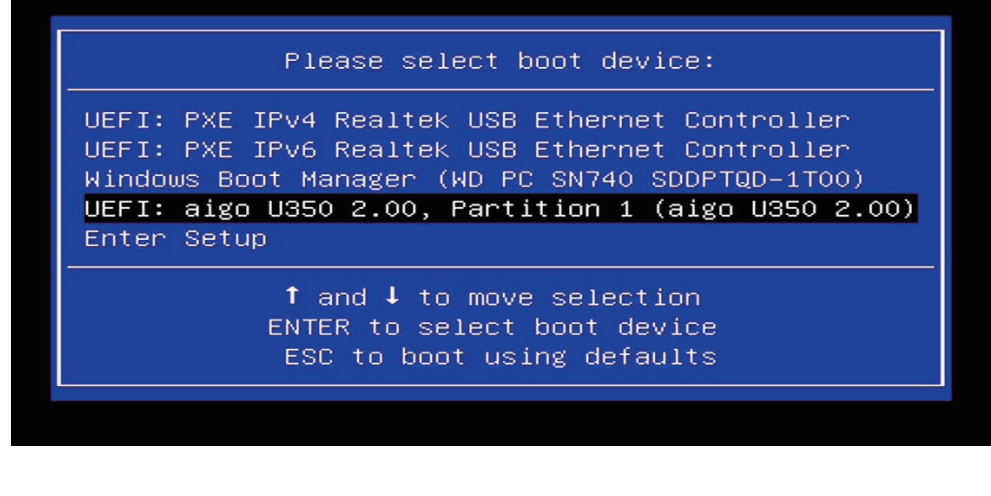 Please select boot device:
UEFI: PXE IPv4 Realtek USB Ethernet Controller
UEFI: PXE IPv6 Realtek USB Ethernet Controller
Windows Boot Manager (WD PC SN740 SDDPTQD-1T00)
UEFI: aigo U350 2.00, Partition 1 (aigo U350 2.00)
Enter Setup
↑ and ↓ to move selection
ENTER to select boot device
ESC to boot using defaults